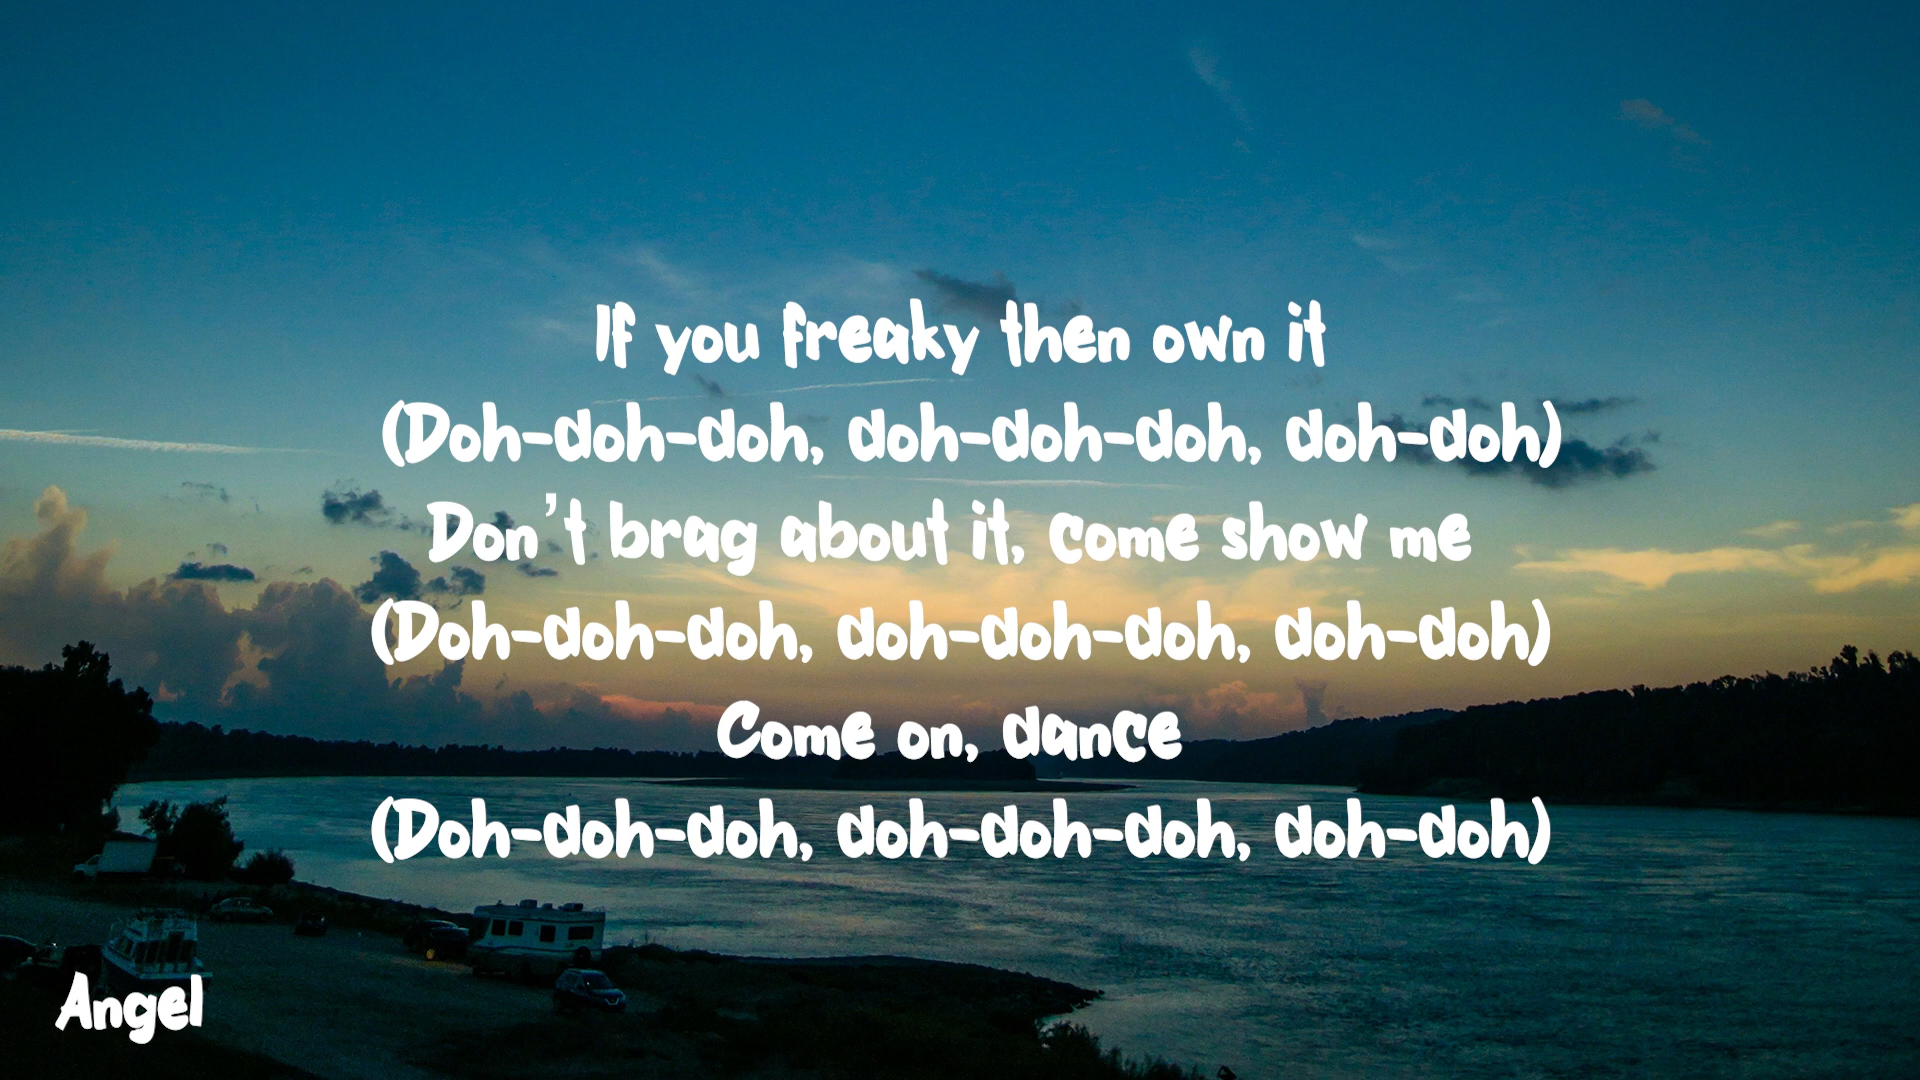 If you freaky then own it
(Doh-doh-doh, doh-doh-doh, doh-doh)
Don't brag about it, come show me
(Doh-doh-doh, doh-doh-doh, doh-doh)
Come on, dance
(Doh-doh-doh, doh-doh-doh, doh-doh)
Angel